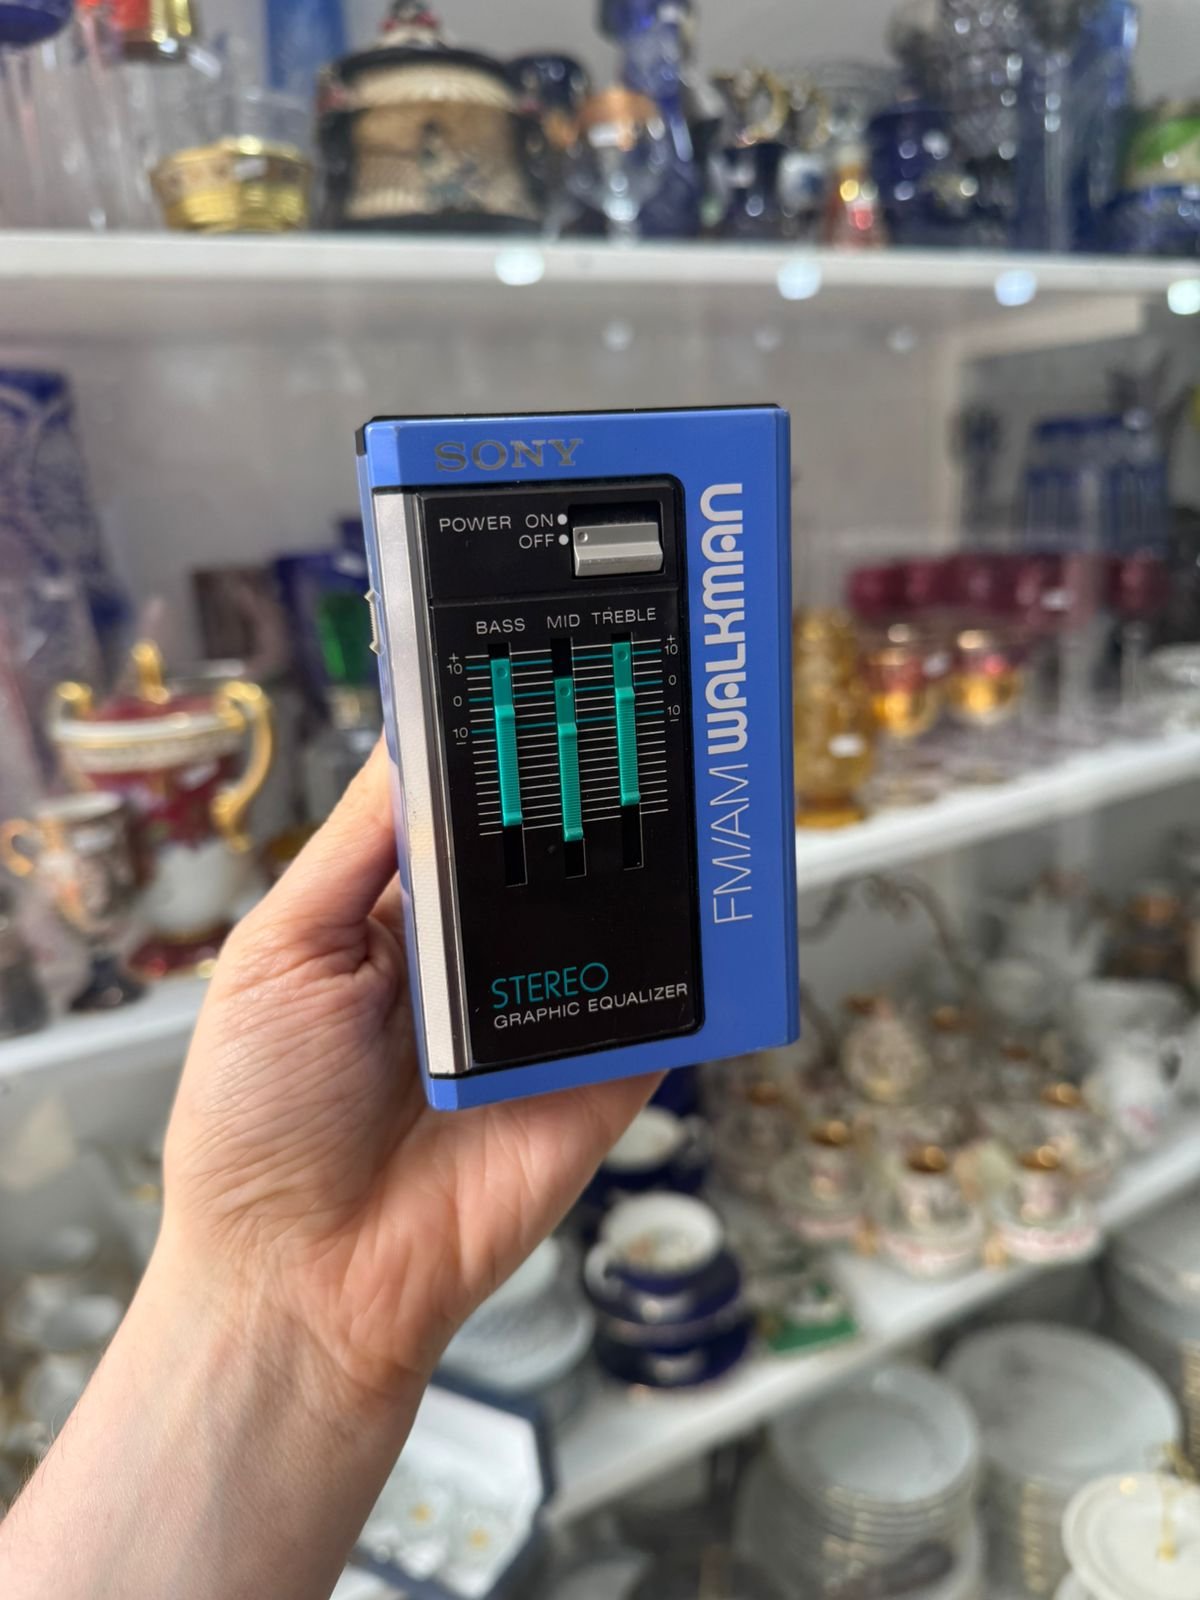 SONY
POWER ON
OFF
BASS MID TREBLE
+
10
0
10
−
+
10
0
10
−
STEREO
GRAPHIC EQUALIZER
FM/AM WALKMAN